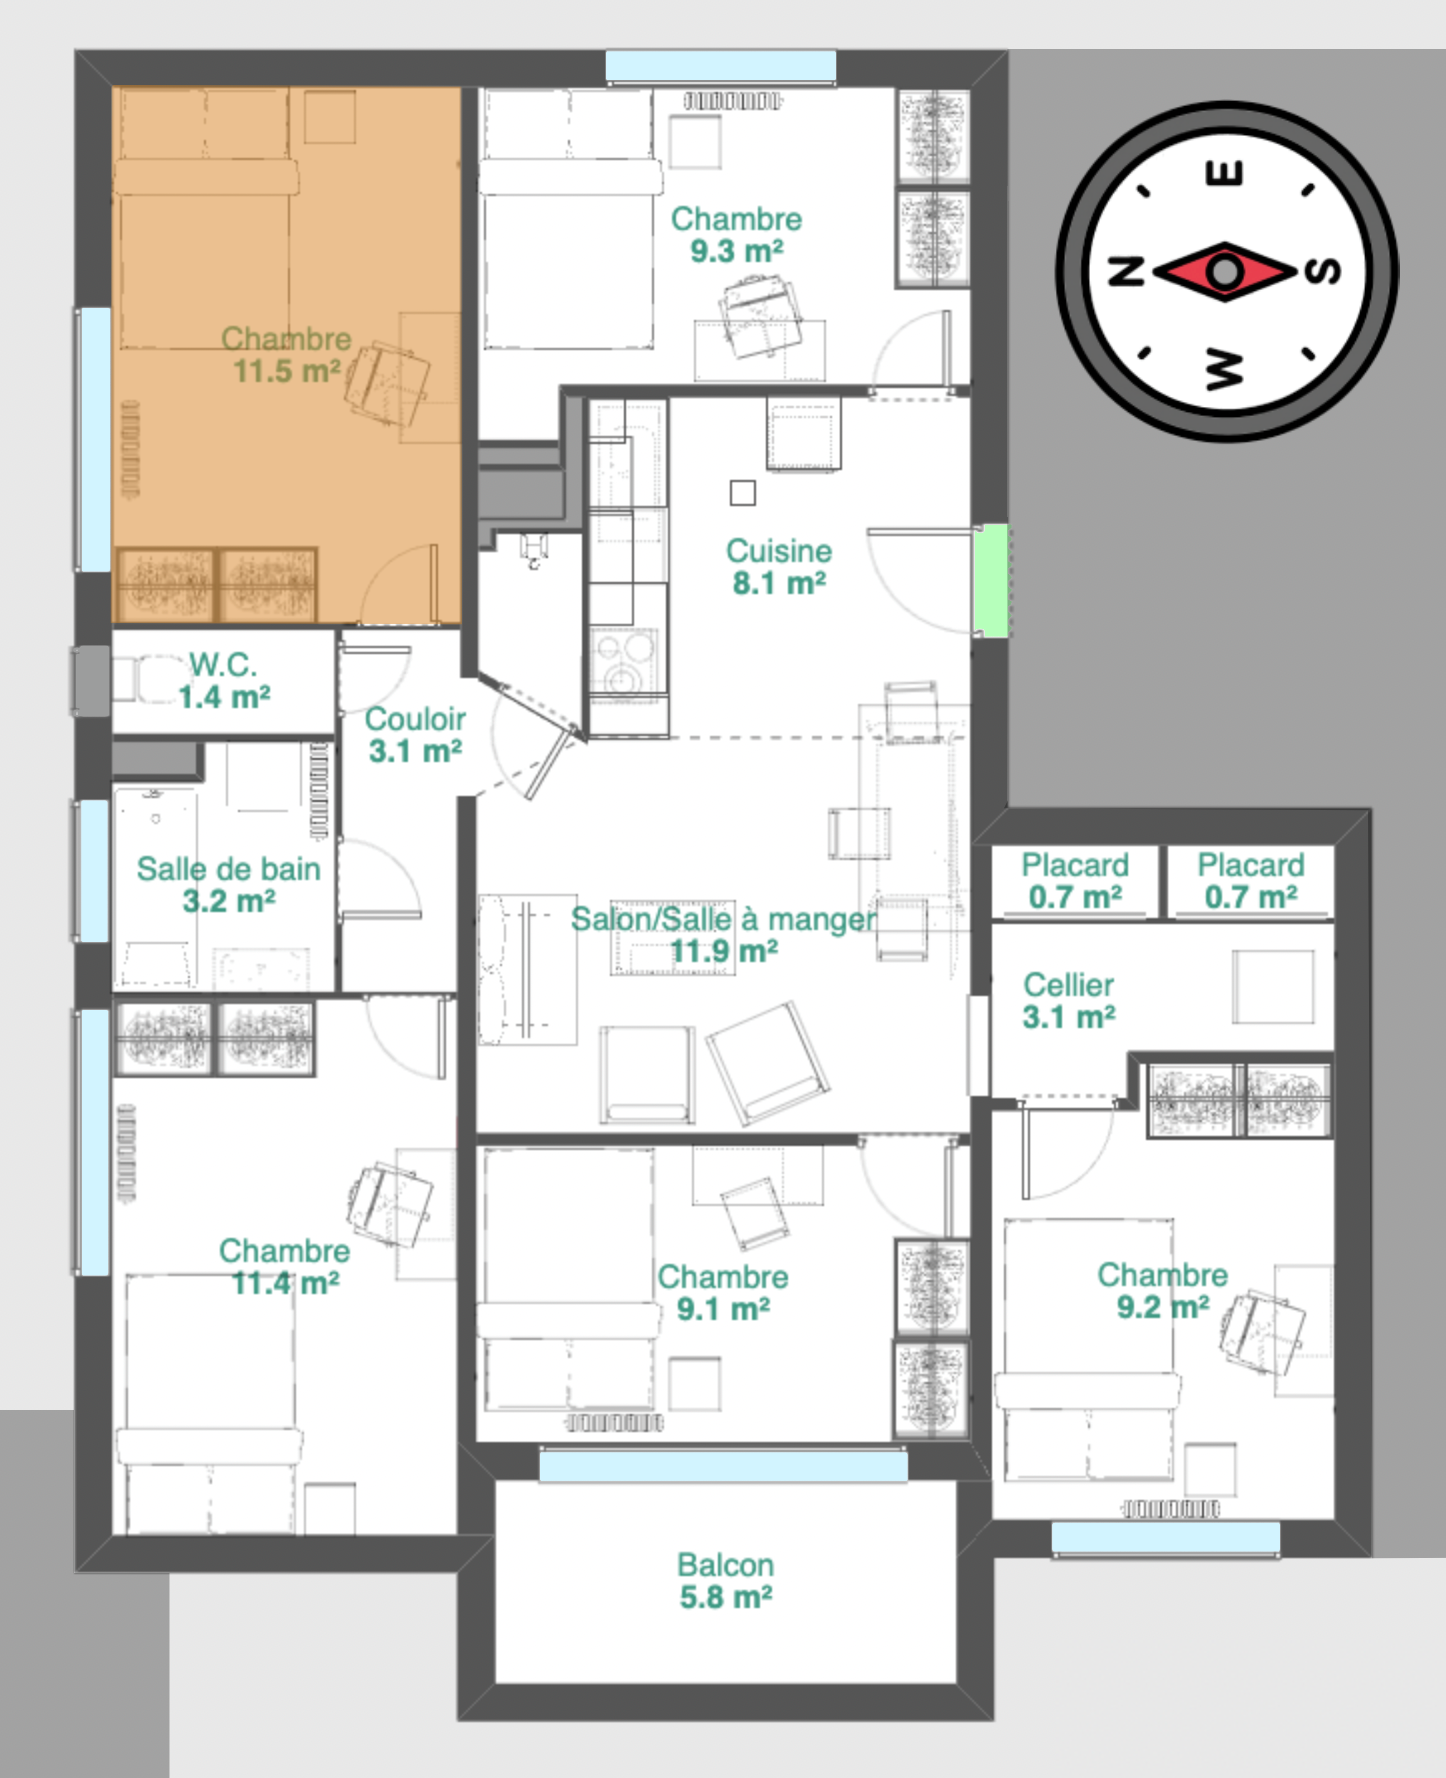 E
N
S
W
Chambre
9.3 m²
Chambre
11.5 m²
Cuisine
8.1 m²
W.C.
1.4 m²
Couloir
3.1 m²
Salle de bain
3.2 m²
Salon/Salle à manger
11.9 m²
Placard
0.7 m²
Placard
0.7 m²
Cellier
3.1 m²
Chambre
11.4 m²
Chambre
9.1 m²
Chambre
9.2 m²
Balcon
5.8 m²